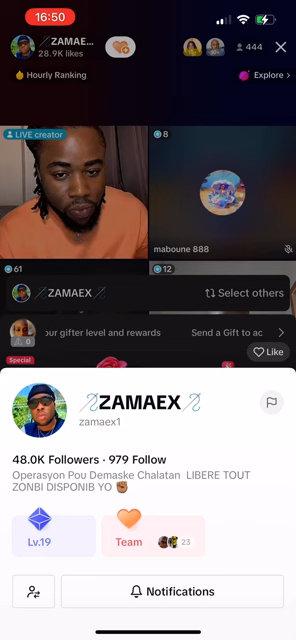 16:50
ZAMAE...
28.9K likes
444
Hourly Ranking
Explore >
LIVE creator
8
maboune 888
61
12
ZAMAEX
Select others
our gifter level and rewards Send a Gift to ac
0
Special
Like
ZAMAEX
zamaex1
48.0K Followers · 979 Follow
Operasyon Pou Demaske Chalatan LIBERE TOUT
ZONBI DISPONIB YO ✊🏾
Lv.19
Team
23
Notifications